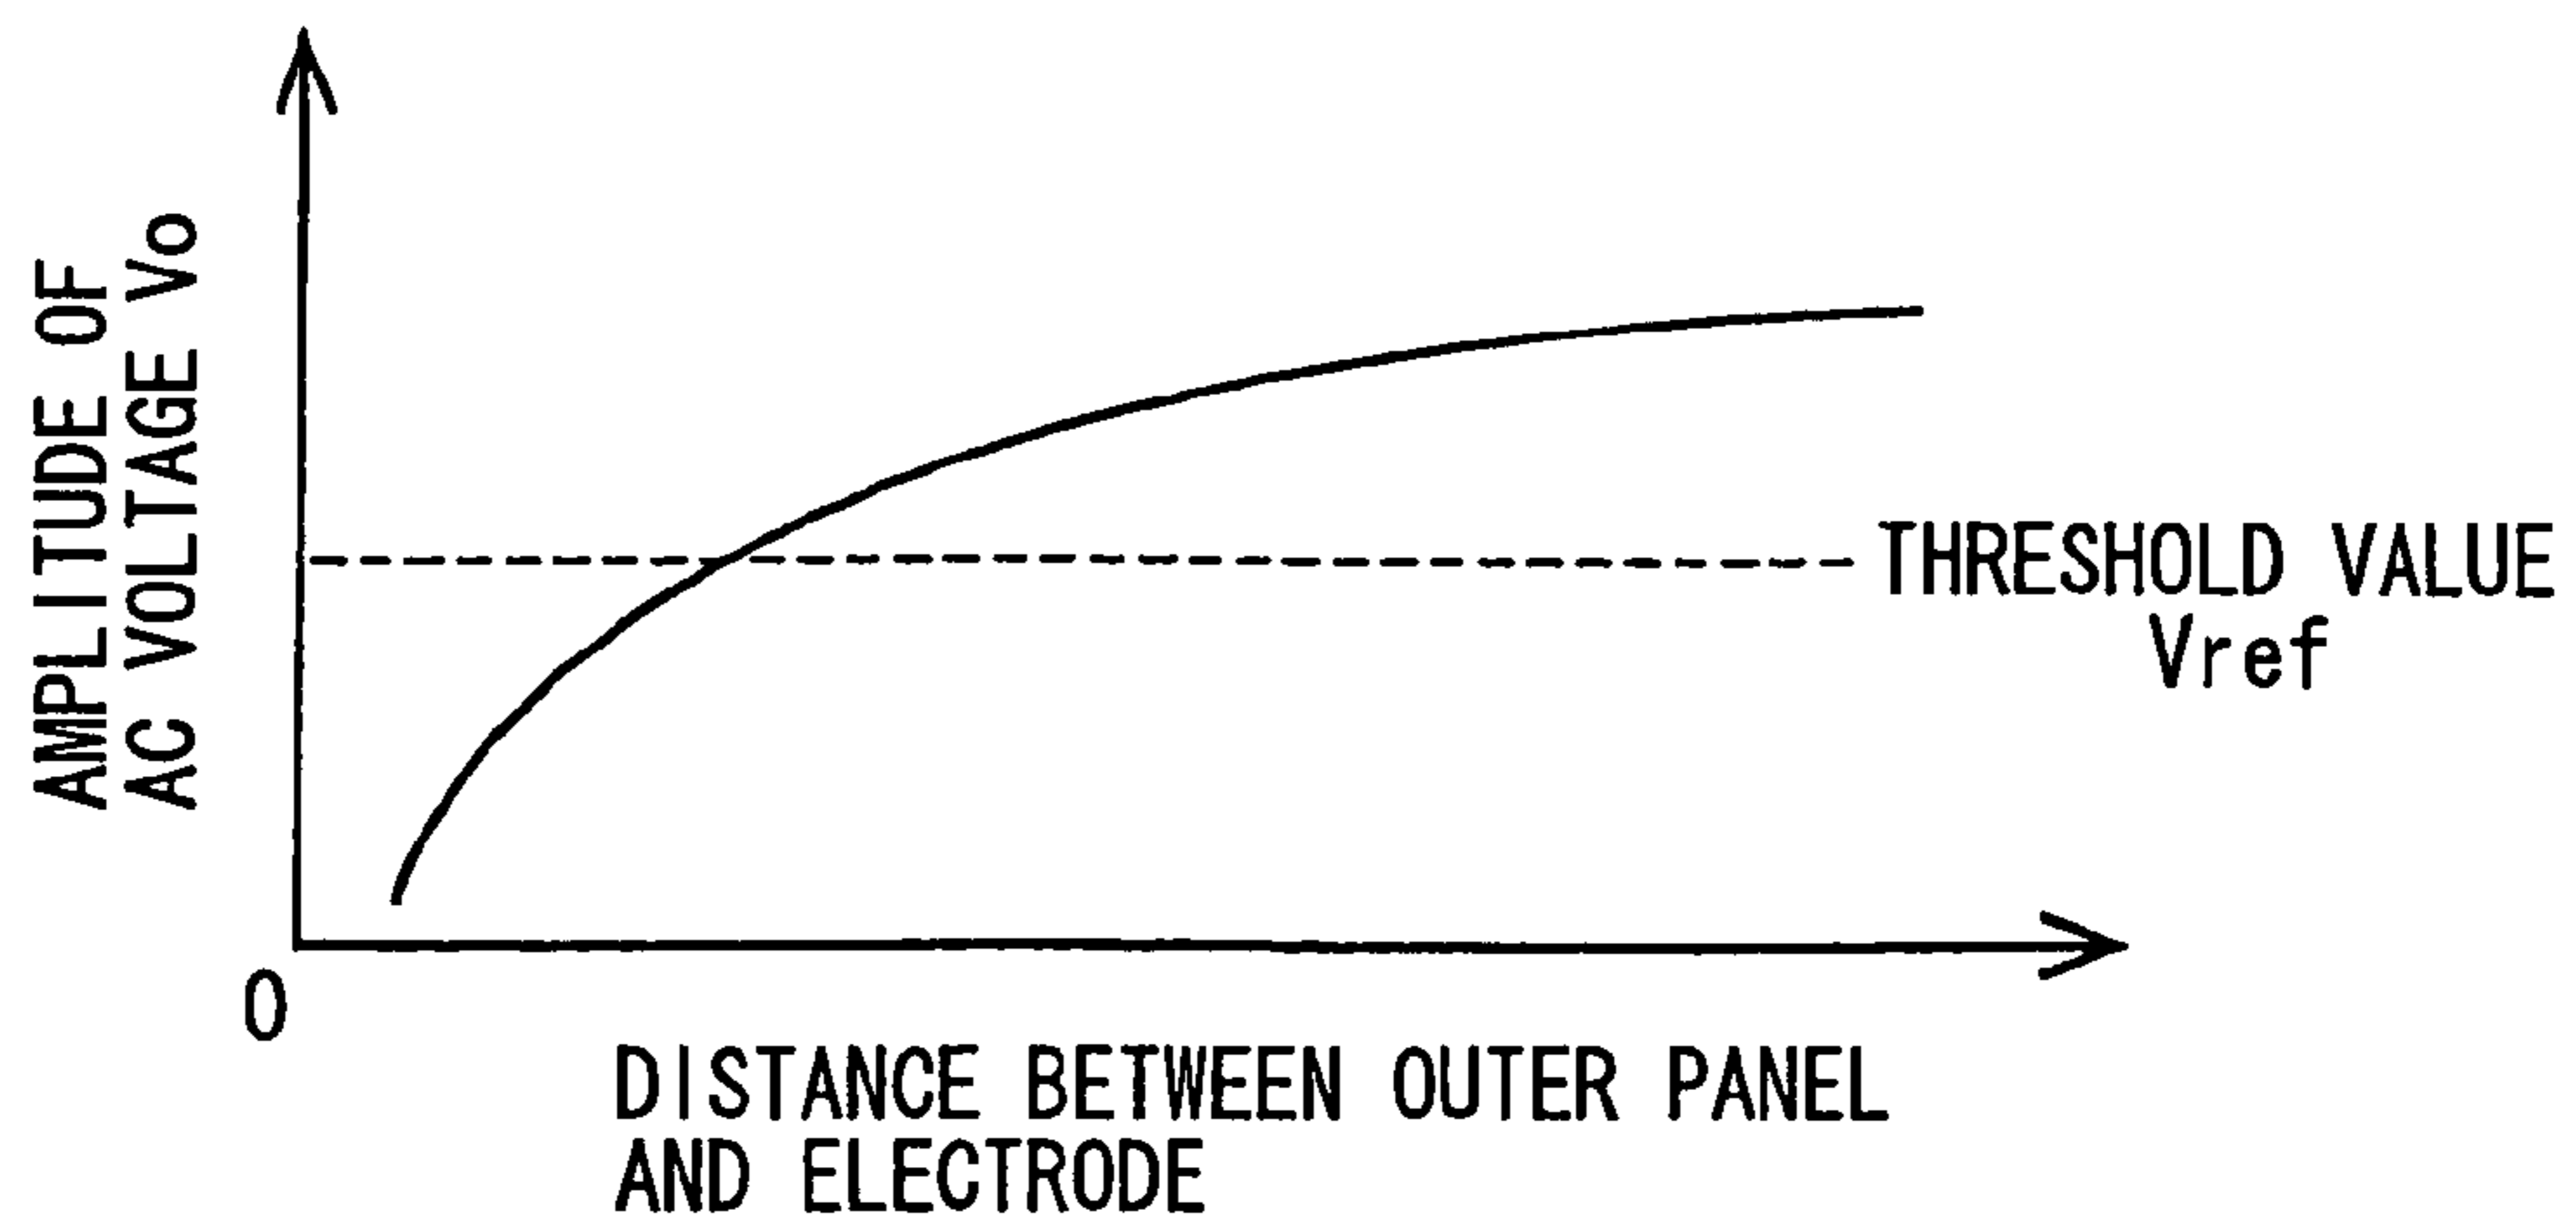 AMPLITUDE OF
AC VOLTAGE Vo
THRESHOLD VALUE
Vref
0
DISTANCE BETWEEN OUTER PANEL
AND ELECTRODE